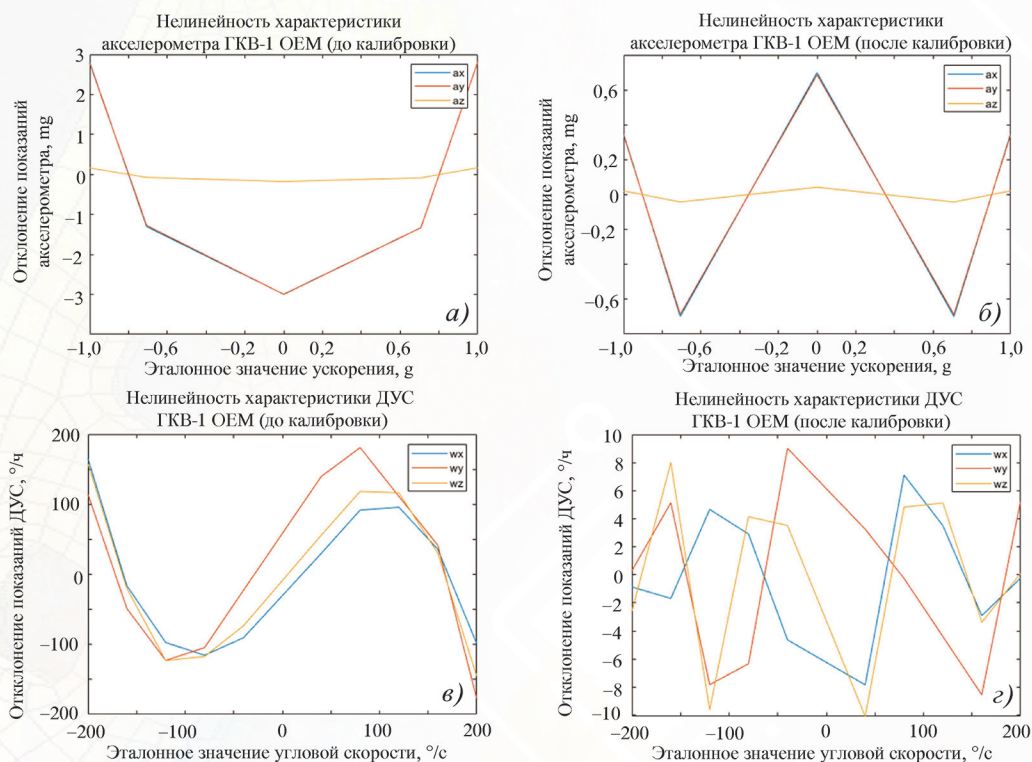 Нелинейность характеристики
акселерометра ГКВ-1 ОЕМ (до калибровки)
3
2
1
0
−1
−2
−3
Отклонение показаний
акселерометра, mg
ax
ay
az
а)
−1,0
−0,6
−0,2
0
0,2
0,6
1,0
Эталонное значение ускорения, g
Нелинейность характеристики
акселерометра ГКВ-1 ОЕМ (после калибровки)
0,6
0,2
0
−0,2
−0,6
Отклонение показаний
акселерометра, mg
ax
ay
az
б)
−1,0
−0,6
−0,2
0
0,2
0,6
1,0
Эталонное значение ускорения, g
Нелинейность характеристики ДУС
ГКВ-1 ОЕМ (до калибровки)
200
100
0
−100
−200
Отклонение показаний ДУС, °/ч
wx
wy
wz
в)
−200
−100
0
100
200
Эталонное значение угловой скорости, °/с
Нелинейность характеристики ДУС
ГКВ-1 ОЕМ (после калибровки)
10
8
6
4
2
0
−2
−4
−6
−8
−10
Откклонение показаний ДУС, °/ч
wx
wy
wz
г)
−200
−100
0
100
200
Эталонное значение угловой скорости, °/с